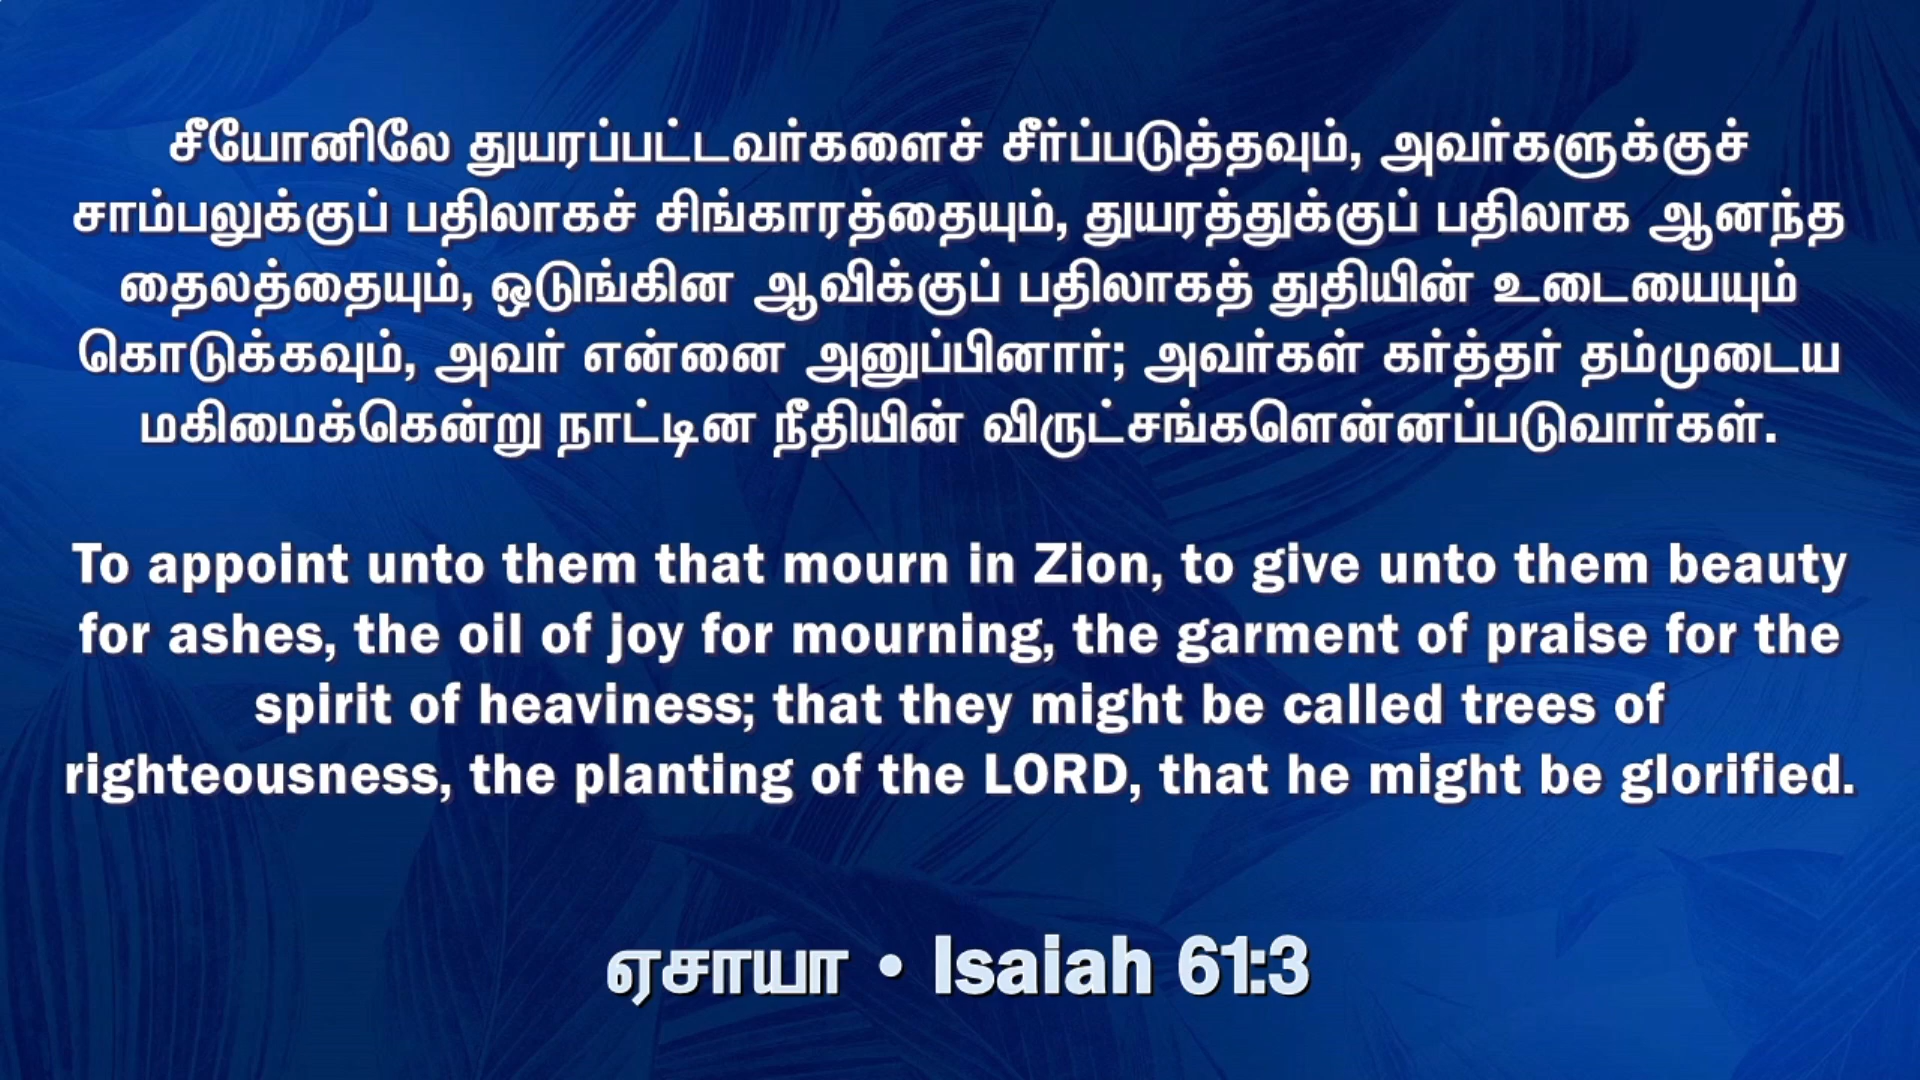 சீயோனிலே துயரப்பட்டவர்களைச் சீர்ப்படுத்தவும், அவர்களுக்குச்
சாம்பலுக்குப் பதிலாகச் சிங்காரத்தையும், துயரத்துக்குப் பதிலாக ஆனந்த
தைலத்தையும், ஒடுங்கின ஆவிக்குப் பதிலாகத் துதியின் உடையையும்
கொடுக்கவும், அவர் என்னை அனுப்பினார்; அவர்கள் கர்த்தர் தம்முடைய
மகிமைக்கென்று நாட்டின நீதியின் விருட்சங்களென்னப்படுவார்கள்.
To appoint unto them that mourn in Zion, to give unto them beauty
for ashes, the oil of joy for mourning, the garment of praise for the
spirit of heaviness; that they might be called trees of
righteousness, the planting of the LORD, that he might be glorified.
ஏசாயா • Isaiah 61:3